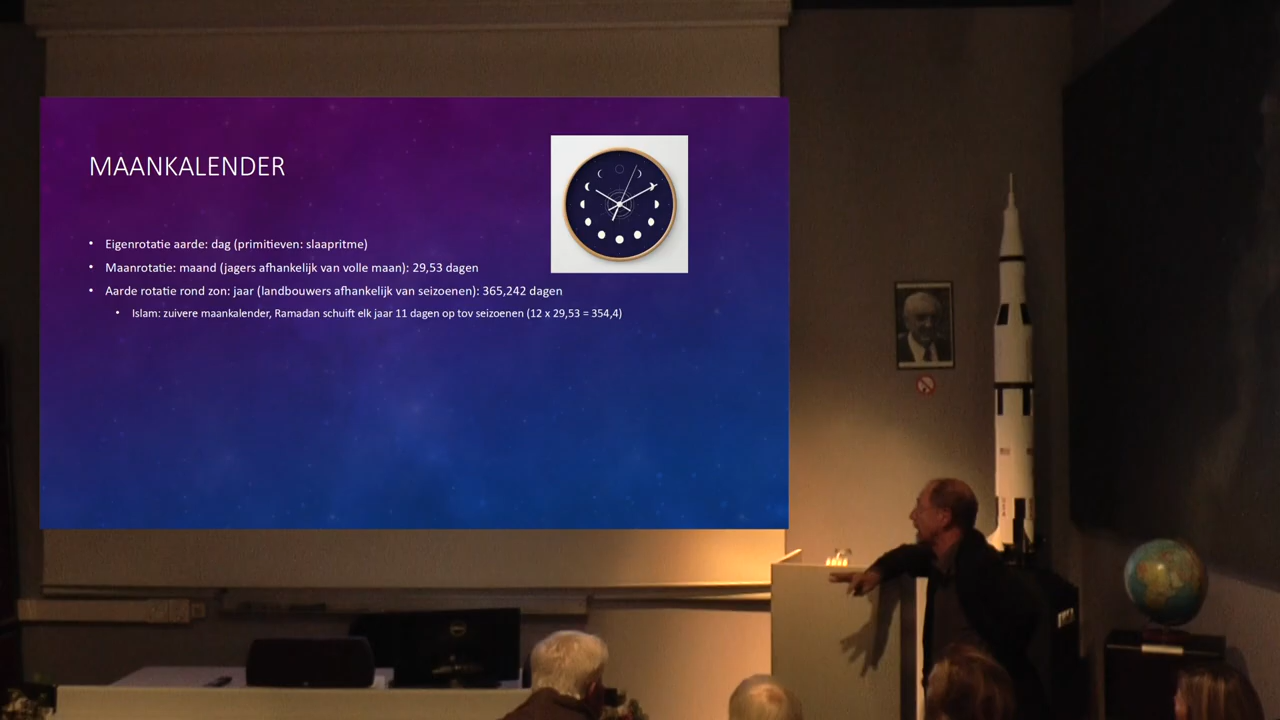 MAANKALENDER
• Eigenrotatie aarde: dag (primitieven: slaapritme)
• Maanrotatie: maand (jagers afhankelijk van volle maan): 29,53 dagen
• Aarde rotatie rond zon: jaar (landbouwers afhankelijk van seizoenen): 365,242 dagen
• Islam: zuivere maankalender, Ramadan schuift elk jaar 11 dagen op tov seizoenen (12 x 29,53 = 354,4)